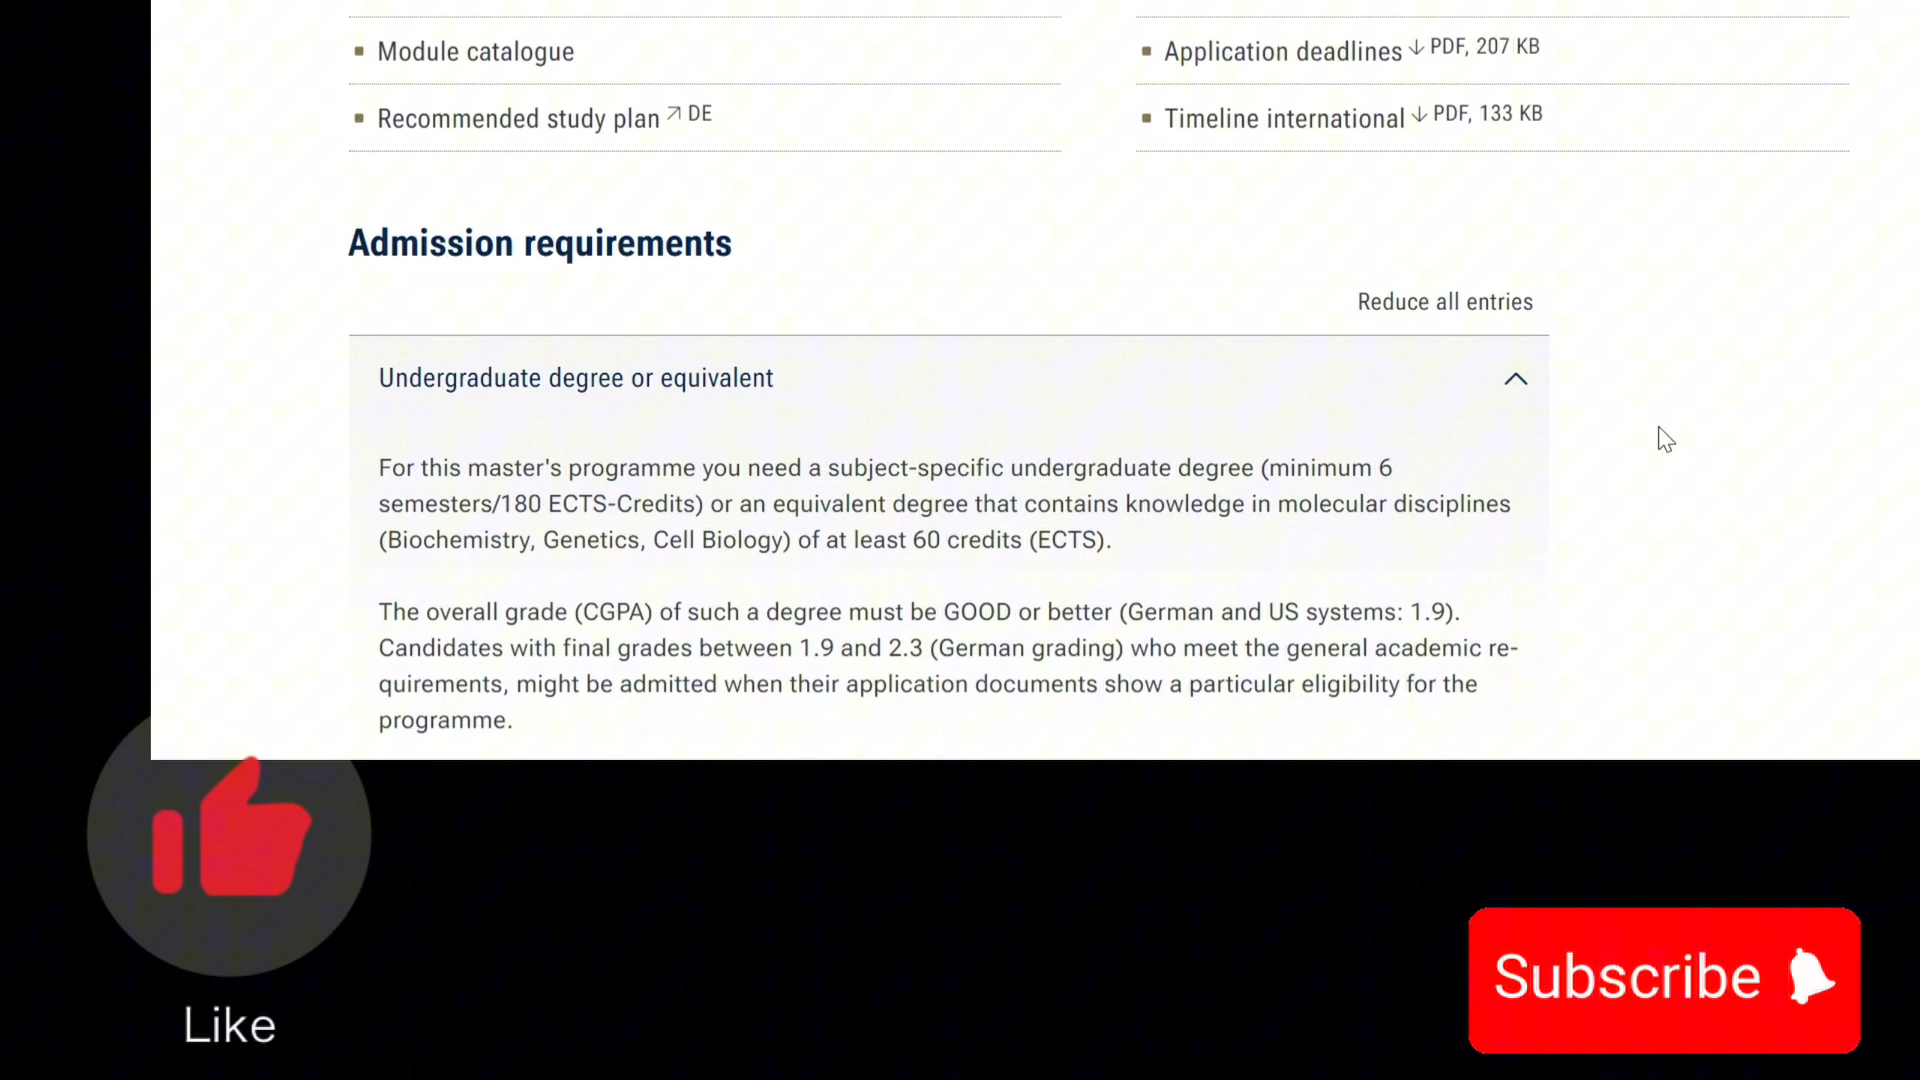 Module catalogue
Application deadlines ↓ PDF, 207 KB
Recommended study plan ↗ DE
Timeline international ↓ PDF, 133 KB
Admission requirements
Reduce all entries
Undergraduate degree or equivalent
For this master's programme you need a subject-specific undergraduate degree (minimum 6
semesters/180 ECTS-Credits) or an equivalent degree that contains knowledge in molecular disciplines
(Biochemistry, Genetics, Cell Biology) of at least 60 credits (ECTS).
The overall grade (CGPA) of such a degree must be GOOD or better (German and US systems: 1.9).
Candidates with final grades between 1.9 and 2.3 (German grading) who meet the general academic re-
quirements, might be admitted when their application documents show a particular eligibility for the
programme.
Like
Subscribe